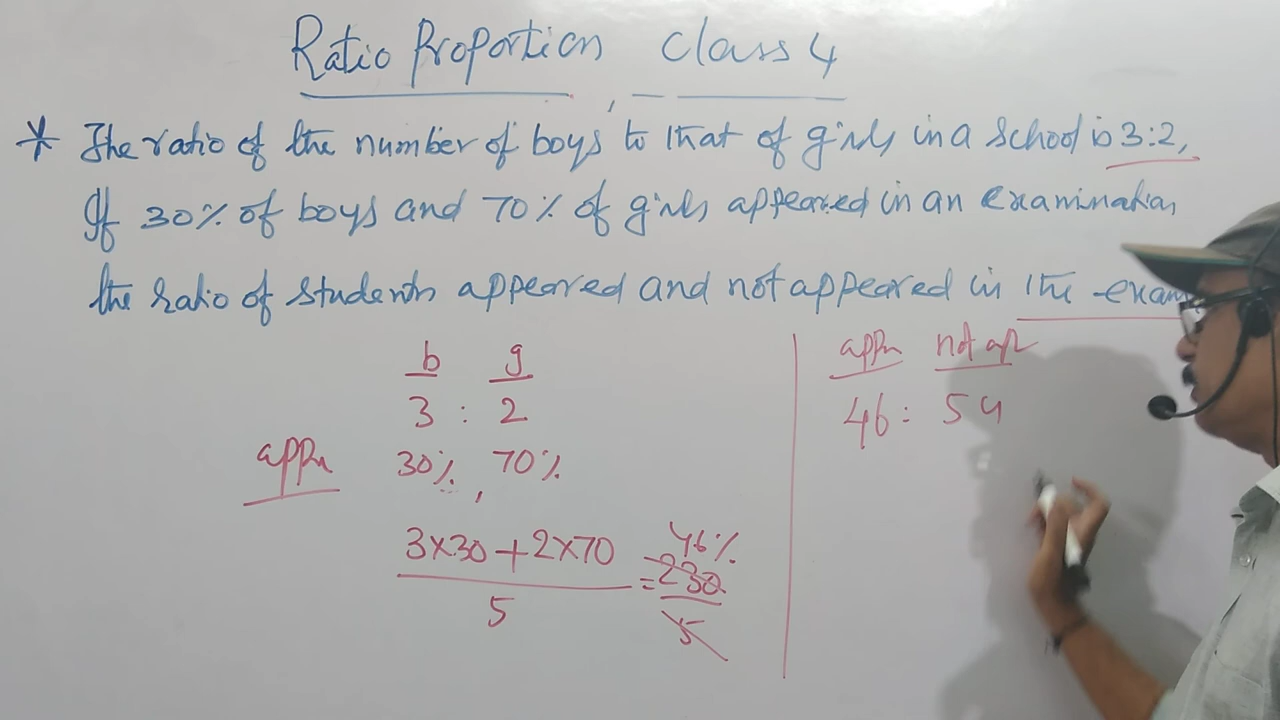 Ratio Proportion, Class 4
* The ratio of the number of boys to that of girls in a school is 3:2,
If 30% of boys and 70% of girls appeared in an examination
the ratio of students appeared and not appeared in the exam
b g
3 : 2
30%, 70%
3×30+2×70 / 5 = 230 / 5 46%
not ap
46 : 54